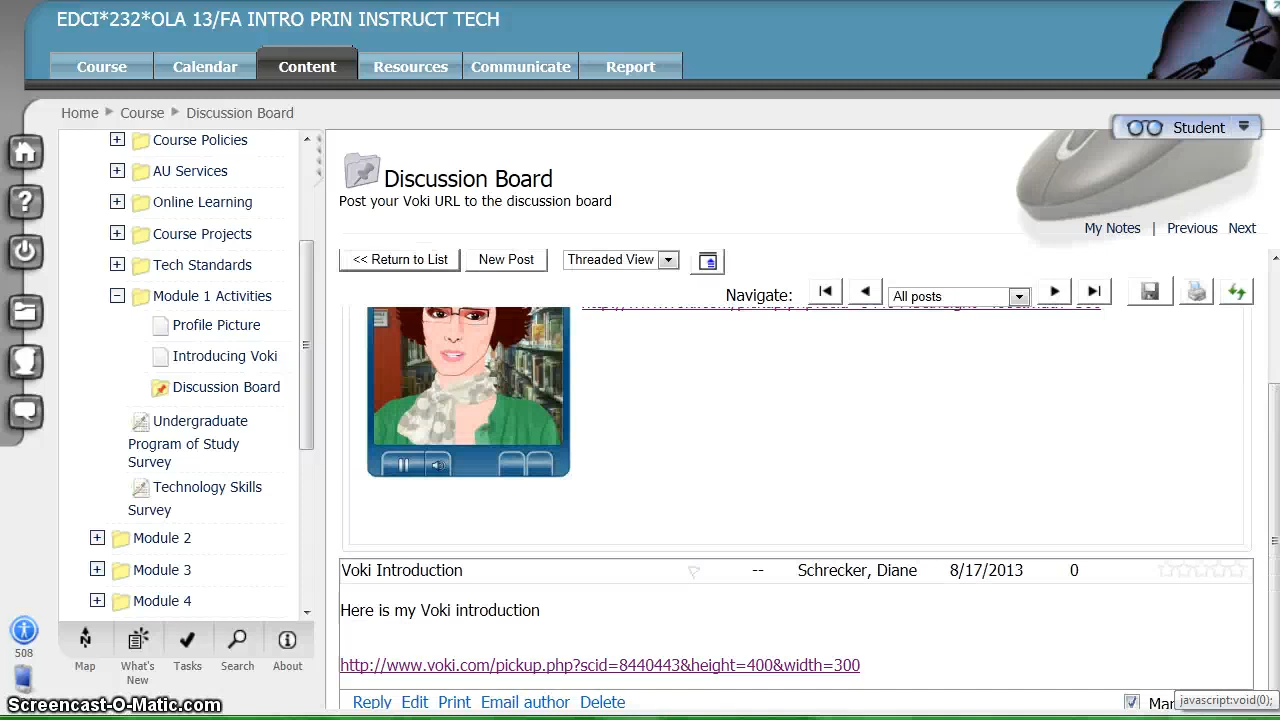 EDCI*232*OLA 13/FA INTRO PRIN INSTRUCT TECH
Course Calendar Content Resources Communicate Report
Home Course Discussion Board
Student
Course Policies
AU Services
Online Learning
Course Projects
Tech Standards
Module 1 Activities
Profile Picture
Introducing Voki
Discussion Board
Undergraduate
Program of Study
Survey
Technology Skills
Survey
Module 2
Module 3
Module 4
508
Map What's New Tasks Search About
Discussion Board
Post your Voki URL to the discussion board
My Notes | Previous Next
<< Return to List New Post Threaded View
Navigate: All posts
Voki Introduction -- Schrecker, Diane 8/17/2013 0
Here is my Voki introduction
http://www.voki.com/pickup.php?scid=8440443&height=400&width=300
Reply Edit Print Email author Delete
javascript:void(0);
Screencast-O-Matic.com